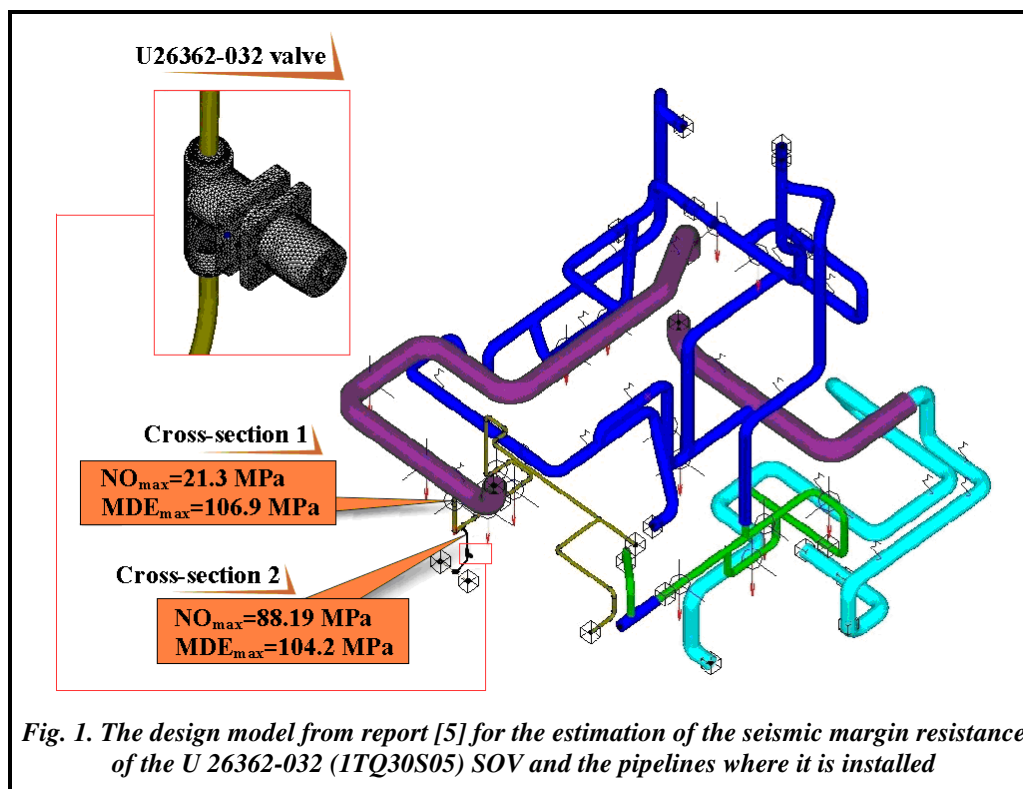 U26362-032 valve
Cross-section 1
NOmax=21.3 MPa
MDEmax=106.9 MPa
Cross-section 2
NOmax=88.19 MPa
MDEmax=104.2 MPa
Fig. 1. The design model from report [5] for the estimation of the seismic margin resistance
of the U 26362-032 (1TQ30S05) SOV and the pipelines where it is installed